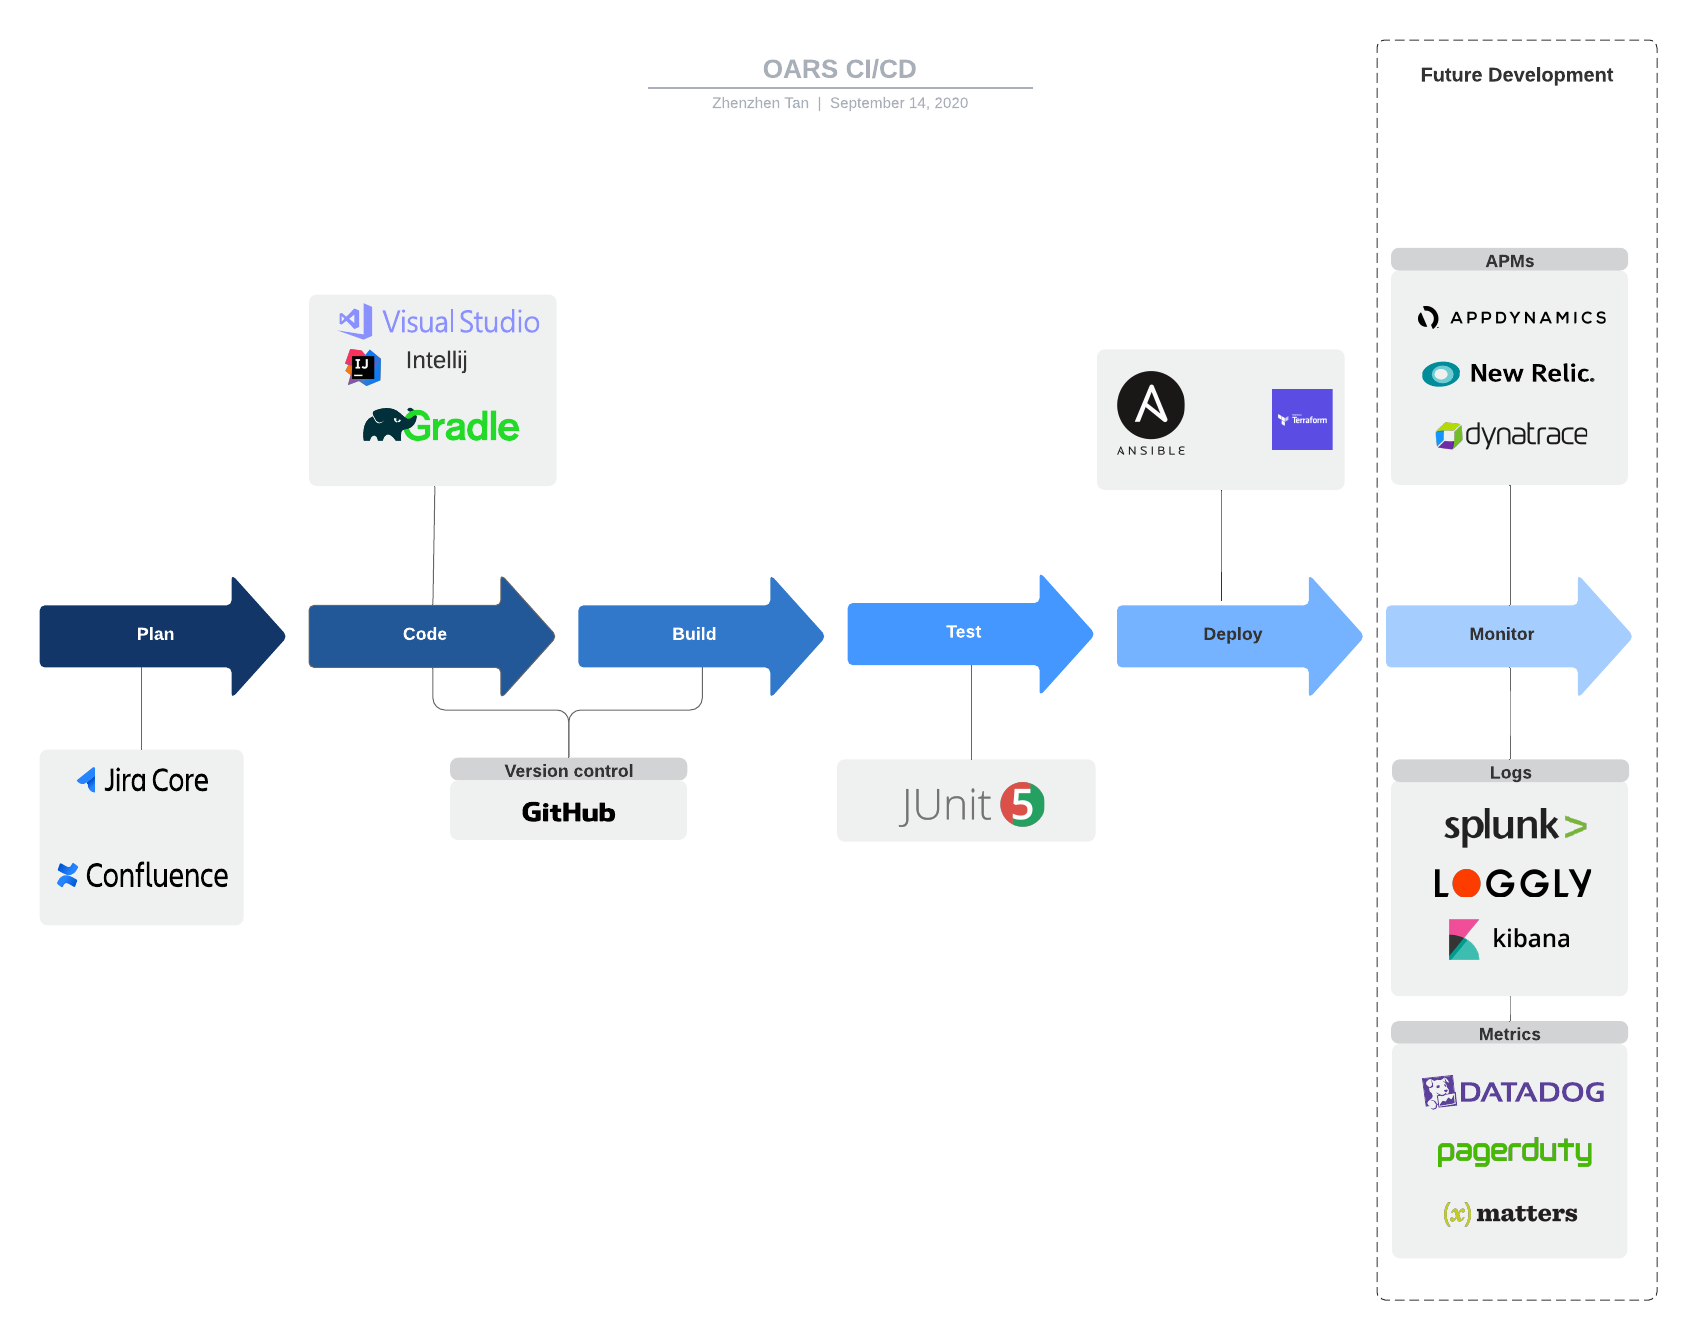 OARS CI/CD
Zhenzhen Tan | September 14, 2020
Future Development
APMs
APPDYNAMICS
New Relic.
dynatrace
Visual Studio
IJ
Intellij
Gradle
ANSIBLE
Terraform
Plan
Code
Build
Test
Deploy
Monitor
Jira Core
Confluence
Version control
GitHub
JUnit 5
Logs
splunk>
LOGGLY
kibana
Metrics
DATADOG
pagerduty
(x) matters